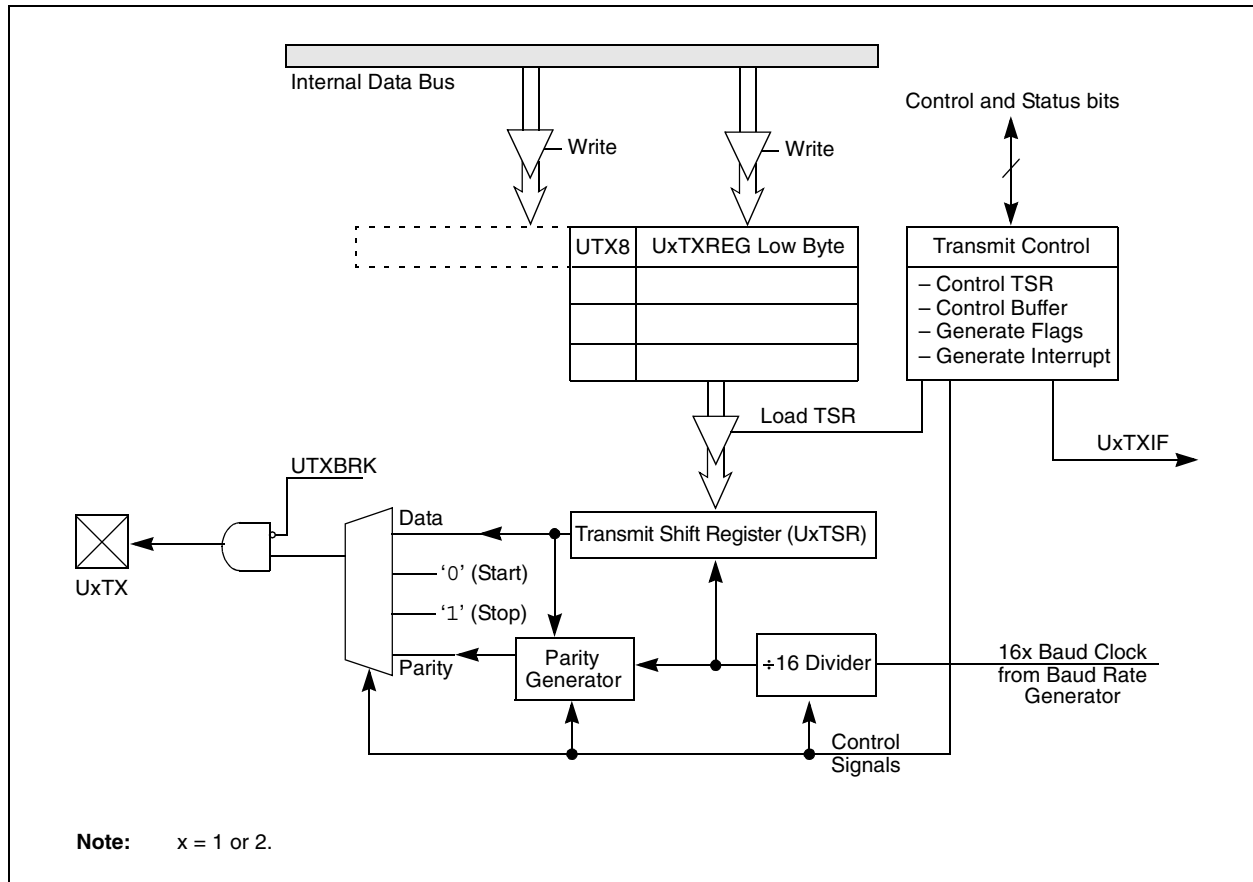 Internal Data Bus
Control and Status bits
Write
Write
UTX8
UxTXREG Low Byte
Transmit Control
– Control TSR
– Control Buffer
– Generate Flags
– Generate Interrupt
Load TSR
UxTXIF
UTXBRK
Data
Transmit Shift Register (UxTSR)
UxTX
‘0’ (Start)
‘1’ (Stop)
Parity
Parity
Generator
÷16 Divider
16x Baud Clock
from Baud Rate
Generator
Control
Signals
Note: x = 1 or 2.